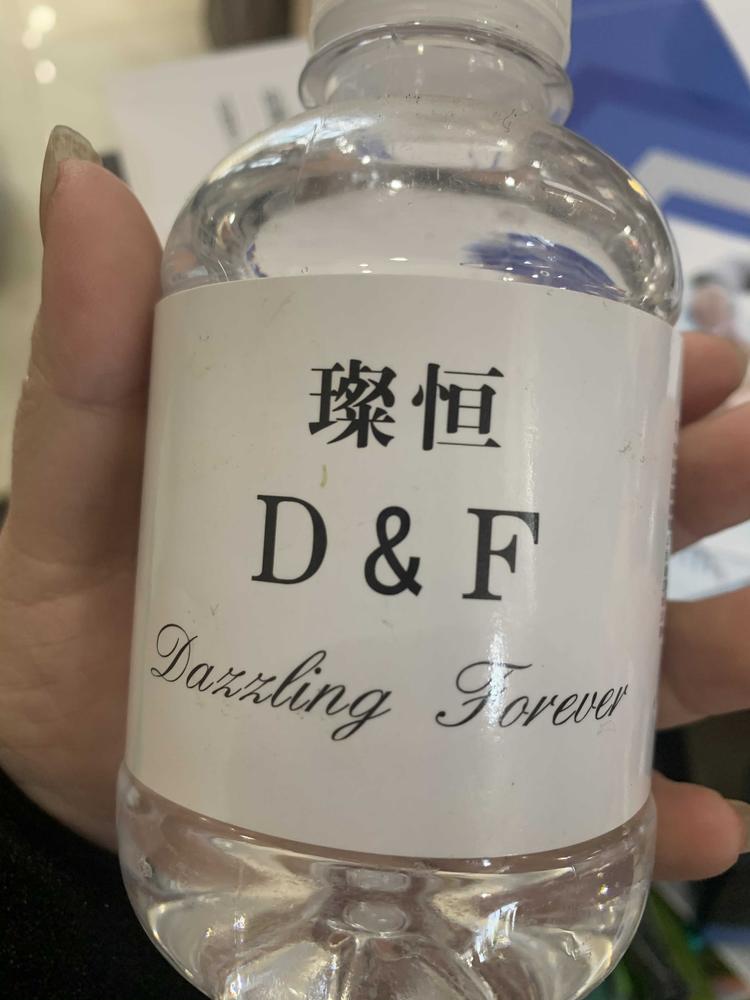 璨恒
D & F
Dazzling Forever